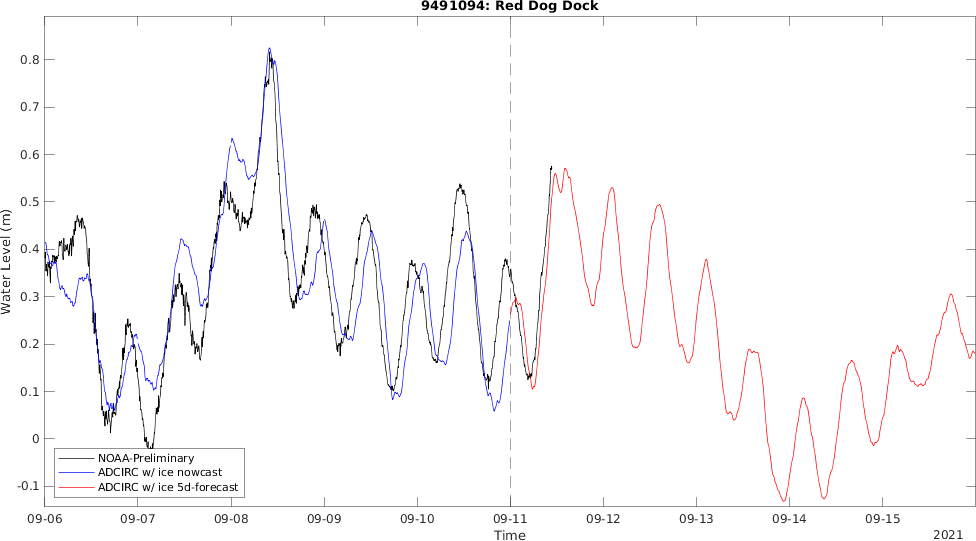 9491094: Red Dog Dock
Water Level (m)
0.8
0.7
0.6
0.5
0.4
0.3
0.2
0.1
0
-0.1
NOAA-Preliminary
ADCIRC w/ ice nowcast
ADCIRC w/ ice 5d-forecast
09-06 09-07 09-08 09-09 09-10 09-11 09-12 09-13 09-14 09-15
Time
2021